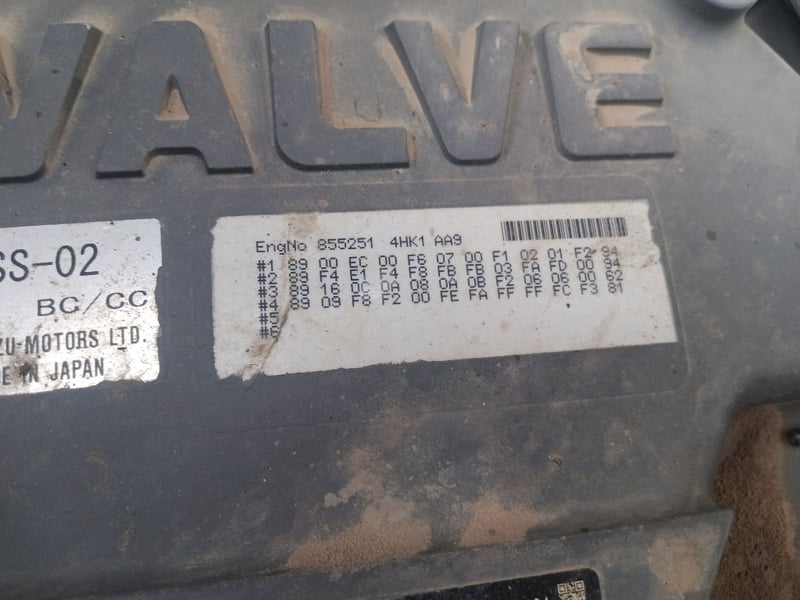 VALVE
SS-02
BC/CC
ZU-MOTORS LTD.
E IN JAPAN
EngNo 855251 4HK1 AA9
#1 89 00 EC 00 F6 07 00 F1 02 01 F2 94
#2 89 F4 E1 F4 F8 FB FB 03 FA FD 00 94
#3 89 16 0C 0A 08 0A 0B F2 06 06 00 62
#4 89 09 F8 F2 00 FE FA FF FF FC F3 81
#5
#6